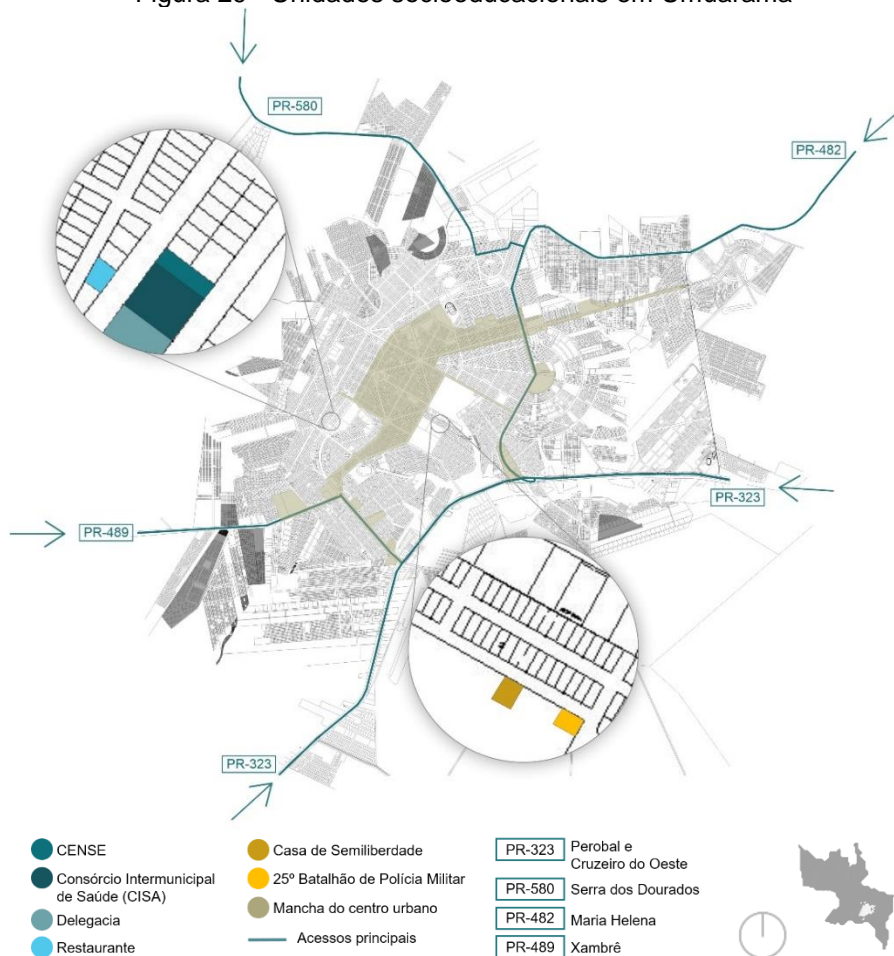 Figura 20 - Unidades socioeducacionais em Umuarama
PR-580
PR-482
PR-489
PR-323
PR-323
CENSE
Consórcio Intermunicipal
de Saúde (CISA)
Delegacia
Restaurante
Casa de Semiliberdade
25º Batalhão de Polícia Militar
Mancha do centro urbano
Acessos principais
PR-323 Perobal e
Cruzeiro do Oeste
PR-580 Serra dos Dourados
PR-482 Maria Helena
PR-489 Xambrê